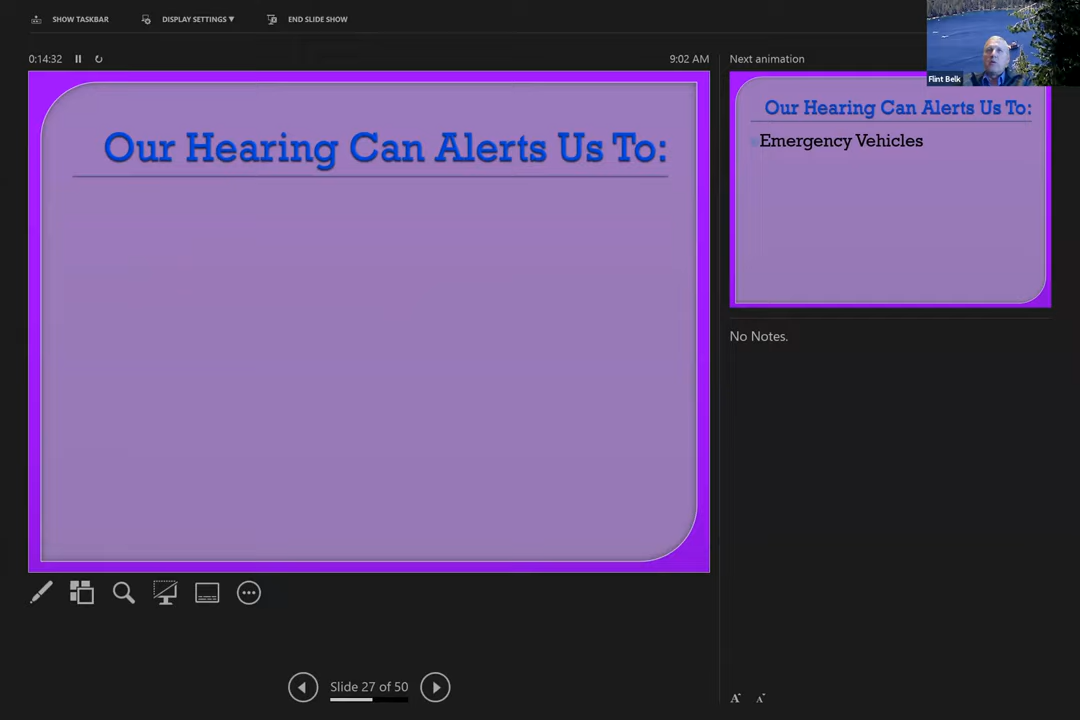 SHOW TASKBAR
DISPLAY SETTINGS ▼
END SLIDE SHOW
0:14:32
9:02 AM
Our Hearing Can Alerts Us To:
Slide 27 of 50
Flint Belk
Next animation
Our Hearing Can Alerts Us To:
Emergency Vehicles
No Notes.
A A